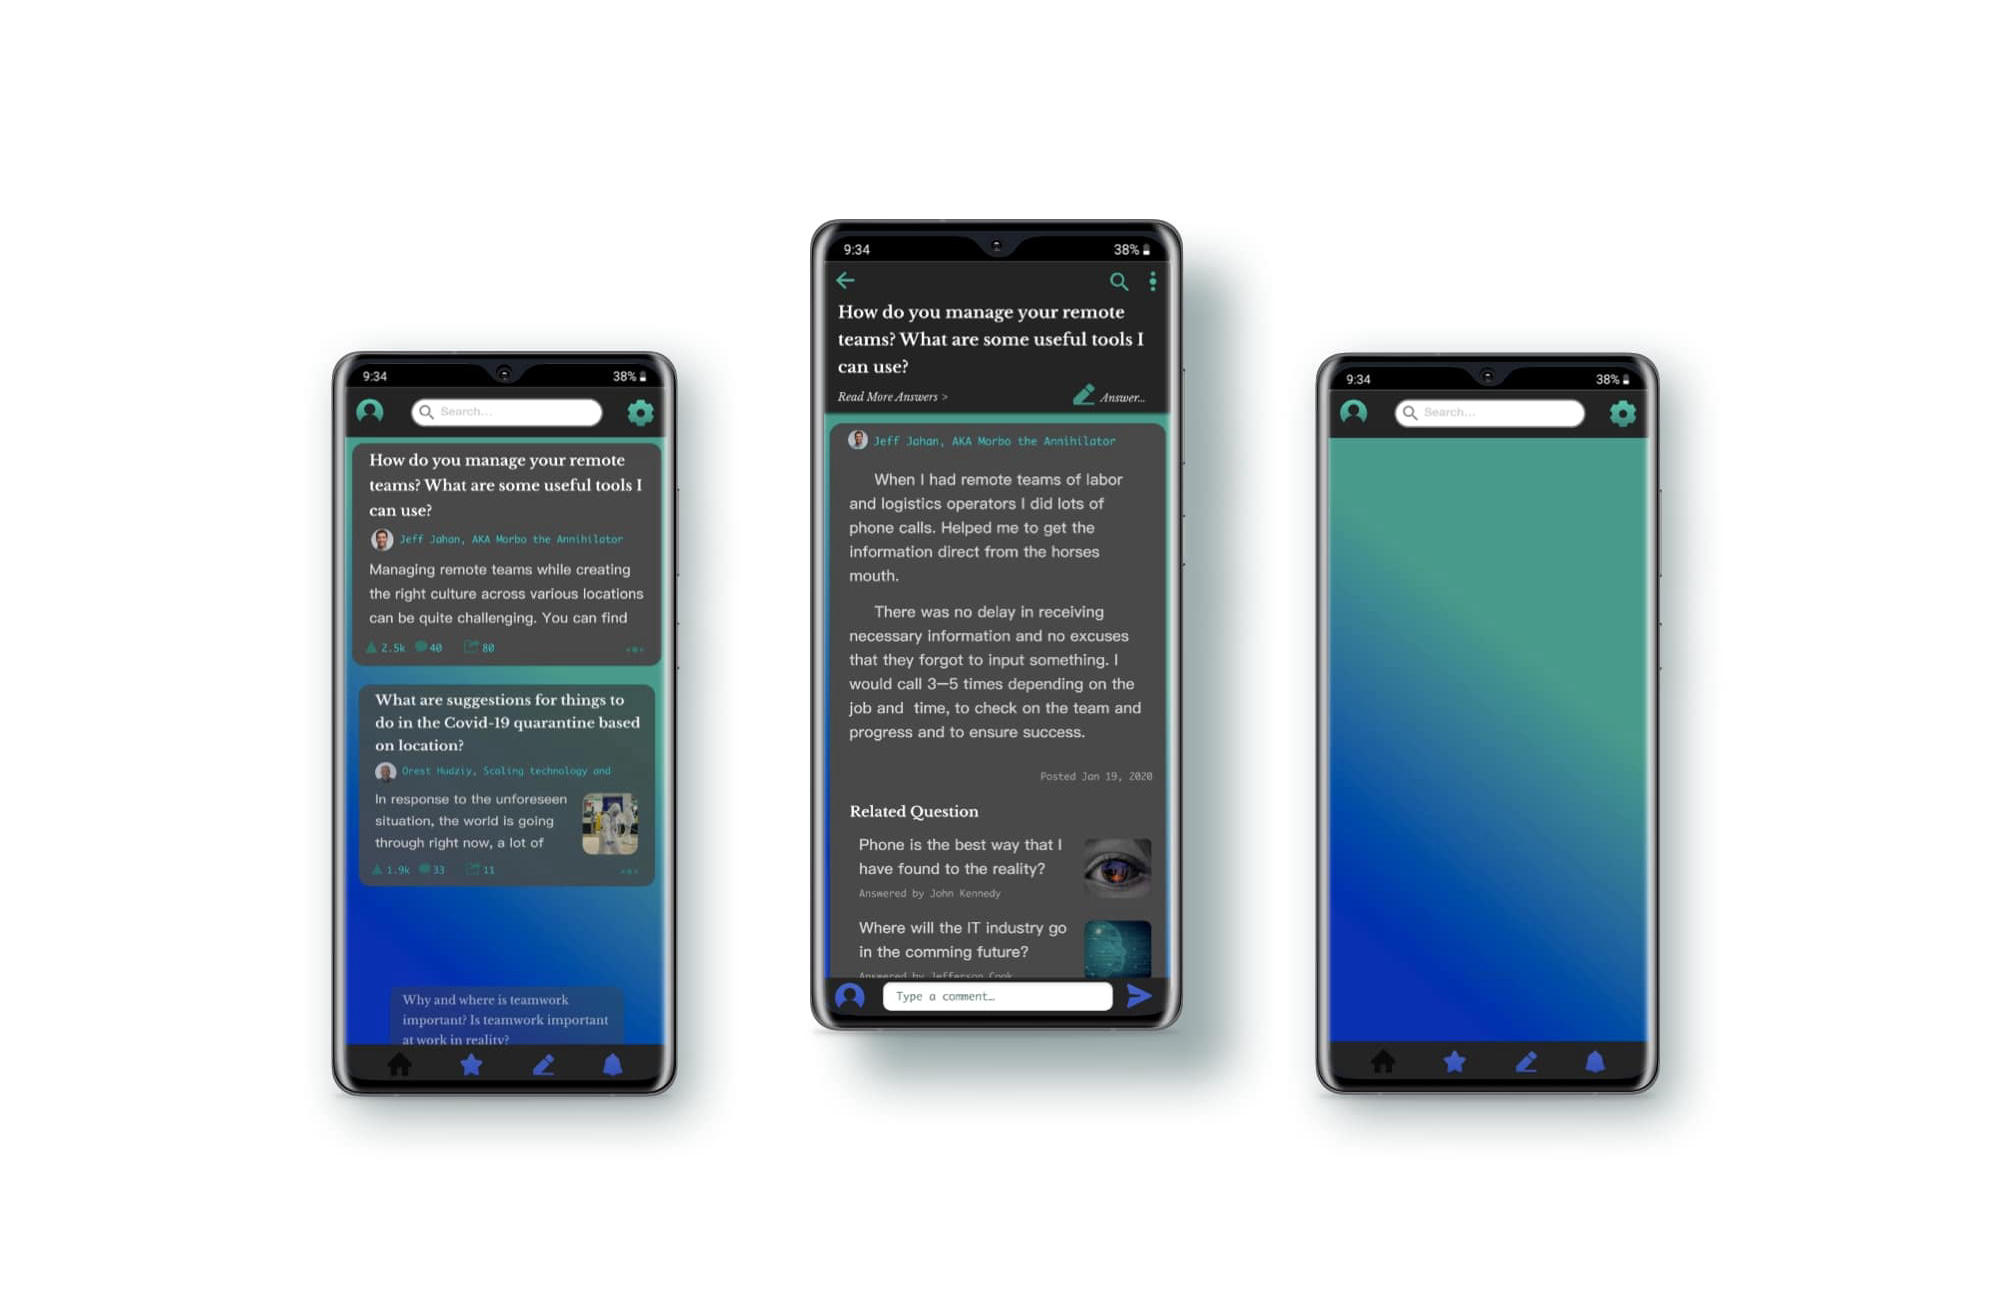 9:34
38%
Search...
How do you manage your remote
teams? What are some useful tools I
can use?
Jeff Jahan, AKA Morbo the Annihilator
Managing remote teams while creating
the right culture across various locations
can be quite challenging. You can find
2.5k 40 80
What are suggestions for things to
do in the Covid-19 quarantine based
on location?
Orest Hudziy, Scaling technology and
In response to the unforeseen
situation, the world is going
through right now, a lot of
1.9k 33 11
Why and where is teamwork
important? Is teamwork important
at work in reality?
9:34
38%
How do you manage your remote
teams? What are some useful tools I
can use?
Read More Answers >
Answer...
Jeff Jahan, AKA Morbo the Annihilator
When I had remote teams of labor
and logistics operators I did lots of
phone calls. Helped me to get the
information direct from the horses
mouth.
There was no delay in receiving
necessary information and no excuses
that they forgot to input something. I
would call 3–5 times depending on the
job and  time, to check on the team and
progress and to ensure success.
Posted Jan 19, 2020
Related Question
Phone is the best way that I
have found to the reality?
Answered by John Kennedy
Where will the IT industry go
in the comming future?
Answered by Jefferson Cook
Type a comment…
9:34
38%
Search...